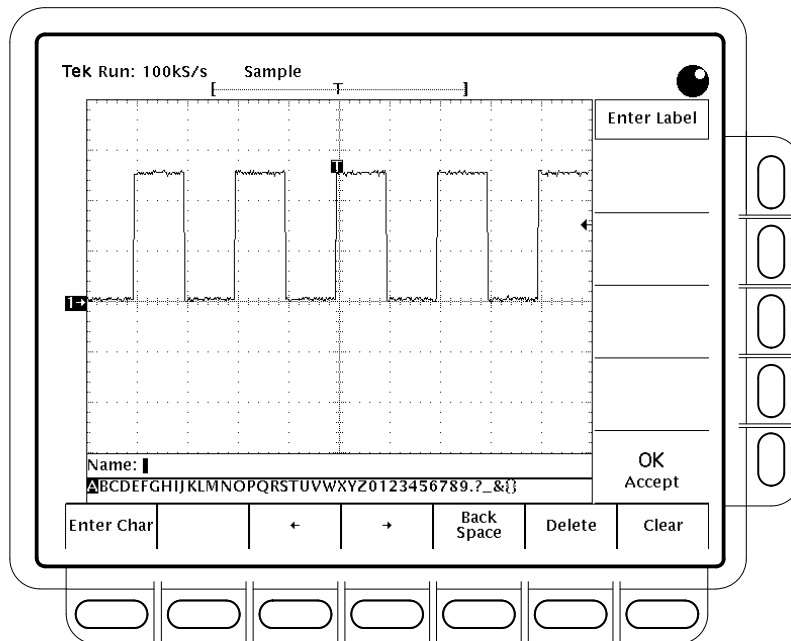 Tek Run: 100kS/s Sample
[ T ]
Enter Label
T
←
1→
Name:
ABCDEFGHIJKLMNOPQRSTUVWXYZ0123456789.?_&{}
OK
Accept
Enter Char
←
→
Back
Space
Delete
Clear